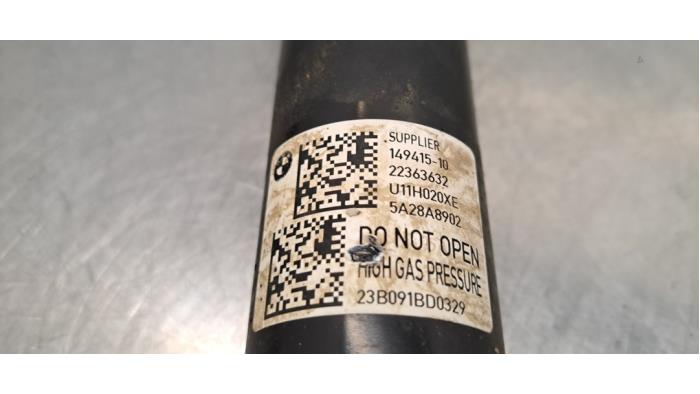 SUPPLIER
149415-10
22363632
U11H020XE
5A28A8902
DO NOT OPEN
HIGH GAS PRESSURE
23B091BD0329